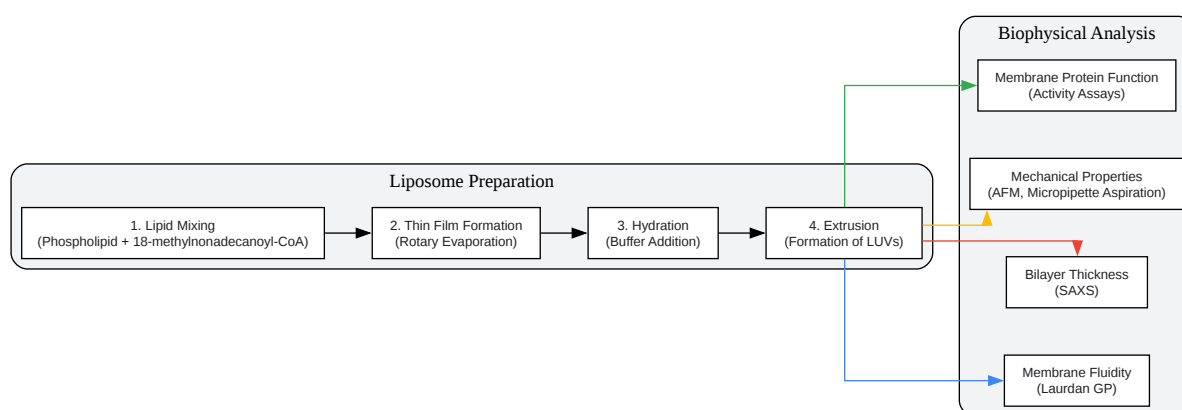 Biophysical Analysis
Membrane Protein Function
(Activity Assays)
Mechanical Properties
(AFM, Micropipette Aspiration)
Liposome Preparation
1. Lipid Mixing
(Phospholipid + 18-methylnonadecanoyl-CoA)
2. Thin Film Formation
(Rotary Evaporation)
3. Hydration
(Buffer Addition)
4. Extrusion
(Formation of LUVs)
Bilayer Thickness
(SAXS)
Membrane Fluidity
(Laurdan GP)